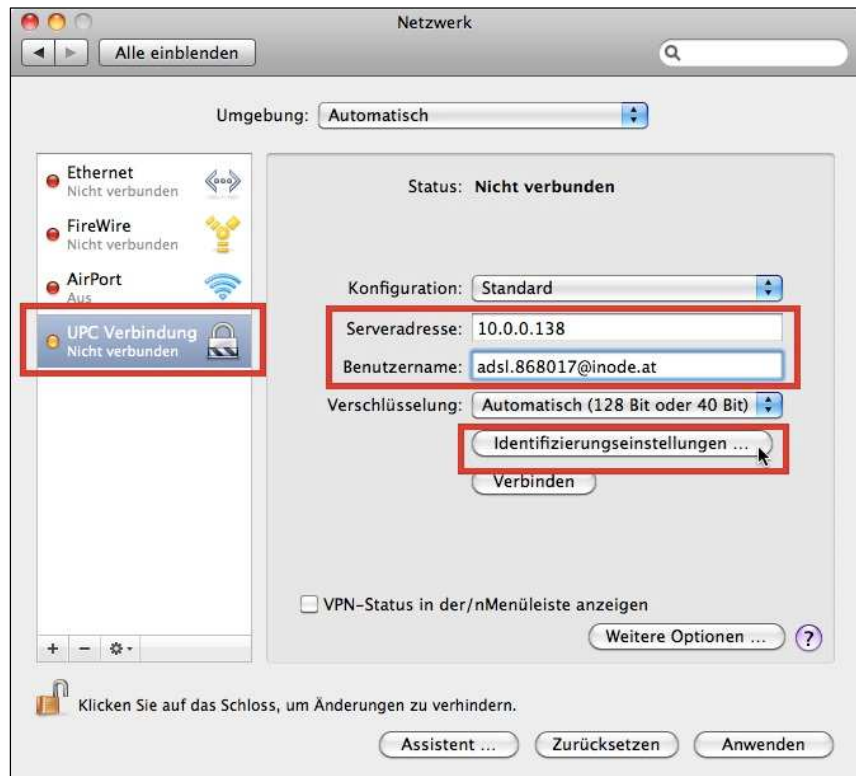 Netzwerk
Alle einblenden
Umgebung: Automatisch
Ethernet
Nicht verbunden
FireWire
Nicht verbunden
AirPort
Aus
UPC Verbindung
Nicht verbunden
Status: Nicht verbunden
Konfiguration: Standard
Serveradresse: 10.0.0.138
Benutzername: adsl.868017@inode.at
Verschlüsselung: Automatisch (128 Bit oder 40 Bit)
Identifizierungseinstellungen ...
Verbinden
VPN-Status in der/nMenüleiste anzeigen
Weitere Optionen ... ?
Klicken Sie auf das Schloss, um Änderungen zu verhindern.
Assistent ... Zurücksetzen Anwenden